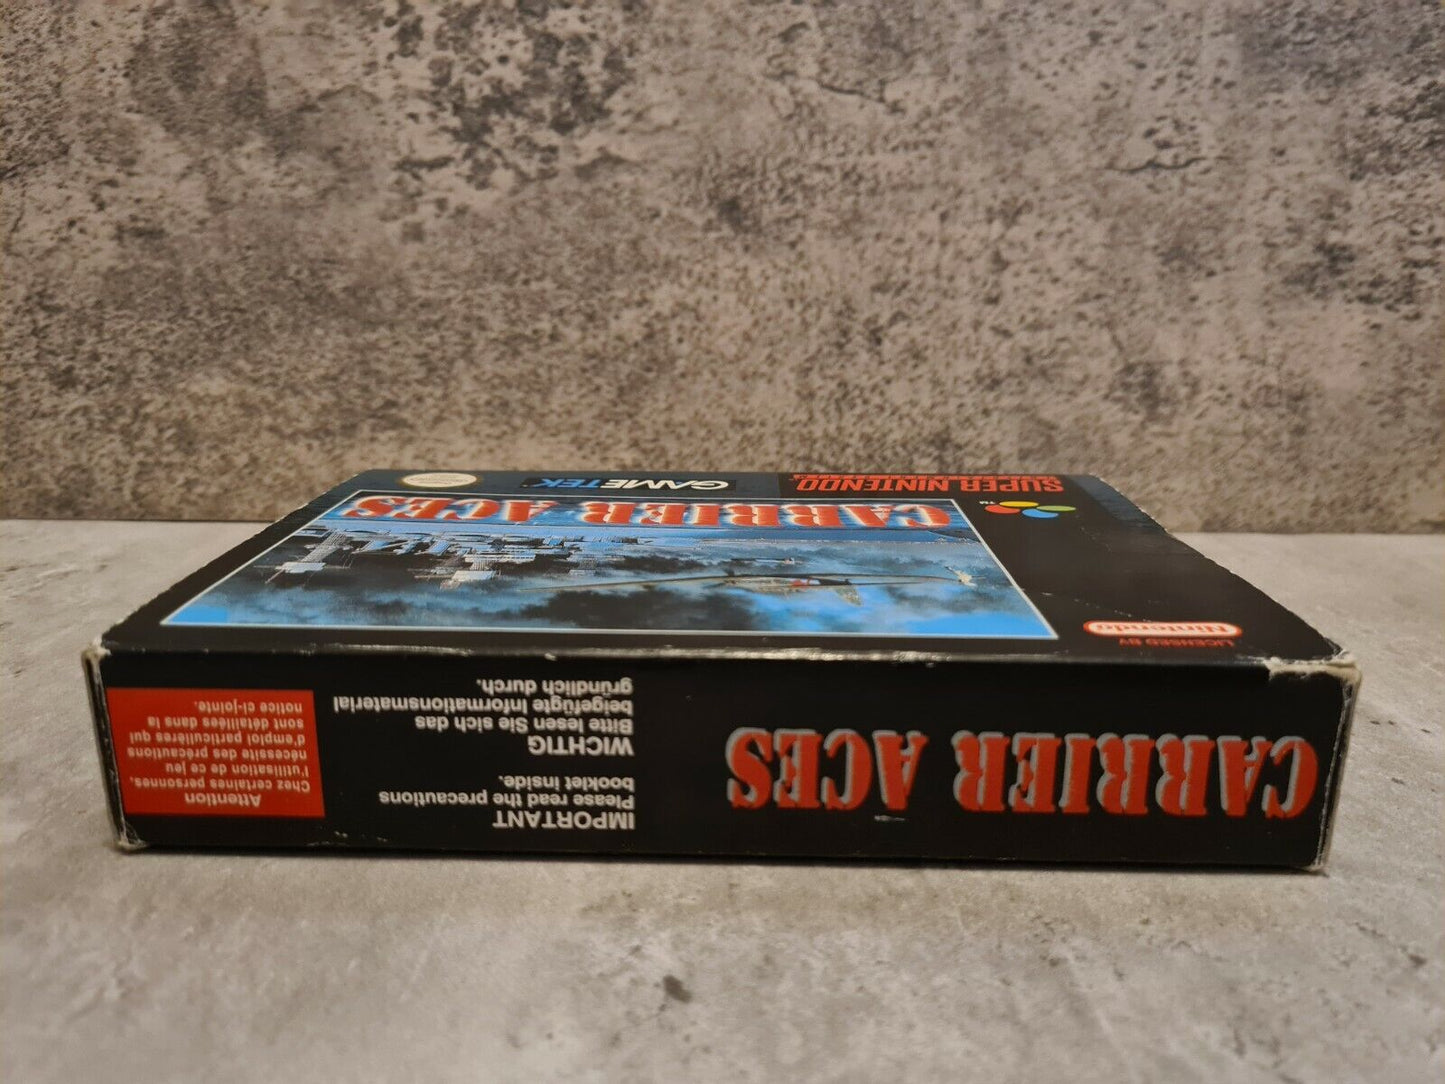 CARRIER ACES
IMPORTANT
Please read the precautions
booklet inside.
WICHTIG
Bitte lesen Sie sich das
beigefügte Informationsmaterial
gründlich durch.
Attention
Chez certaines personnes,
l'utilisation de ce jeu
nécessite des précautions
d'emploi particulières qui
sont détaillées dans la
notice ci-jointe.
LICENSED BY
Nintendo
CARRIER ACES
TM
SUPER NINTENDO
GAMETEK